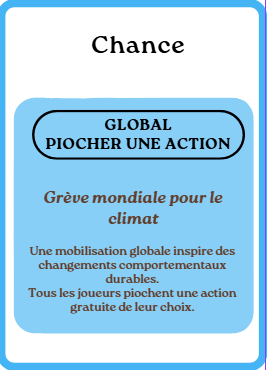 Chance
GLOBAL
PIOCHER UNE ACTION
Grève mondiale pour le
climat
Une mobilisation globale inspire des
changements comportementaux
durables.
Tous les joueurs piochent une action
gratuite de leur choix.